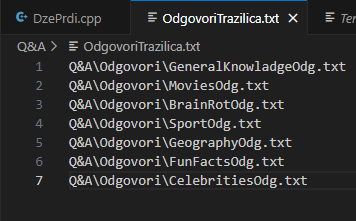 DzePrdi.cpp
OdgovoriTrazilica.txt
Q&A > OdgovoriTrazilica.txt
1 Q&A\Odgovori\GeneralKnowladgeOdg.txt
2 Q&A\Odgovori\MoviesOdg.txt
3 Q&A\Odgovori\BrainRotOdg.txt
4 Q&A\Odgovori\SportOdg.txt
5 Q&A\Odgovori\GeographyOdg.txt
6 Q&A\Odgovori\FunFactsOdg.txt
7 Q&A\Odgovori\CelebritiesOdg.txt